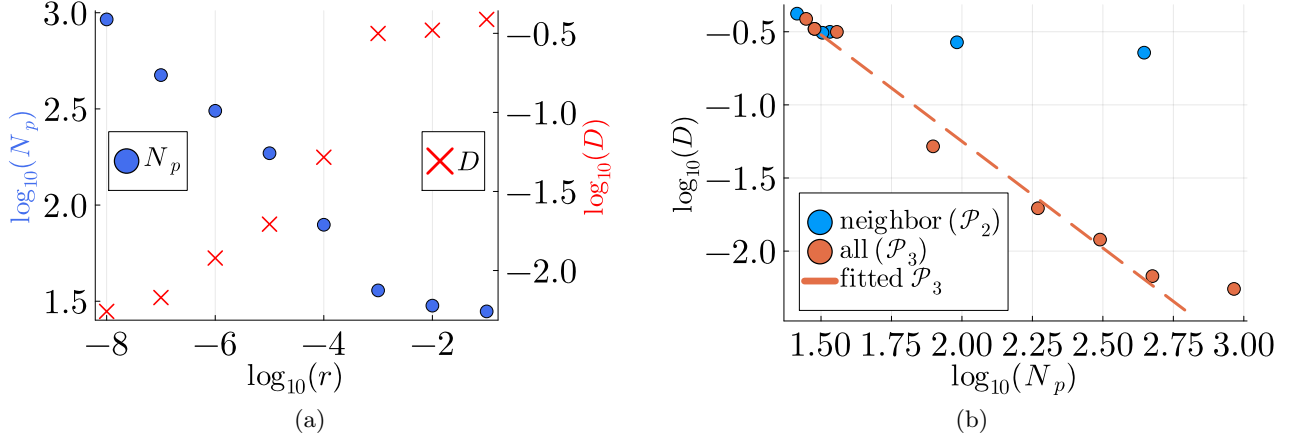 3.0
2.5
2.0
1.5
log₁₀(Nₚ)
Nₚ
D
−0.5
−1.0
−1.5
−2.0
log₁₀(D)
−8 −6 −4 −2
log₁₀(r)
(a)
−0.5
−1.0
−1.5
−2.0
log₁₀(D)
neighbor (𝒫₂)
all (𝒫₃)
fitted 𝒫₃
1.50 1.75 2.00 2.25 2.50 2.75 3.00
log₁₀(Nₚ)
(b)